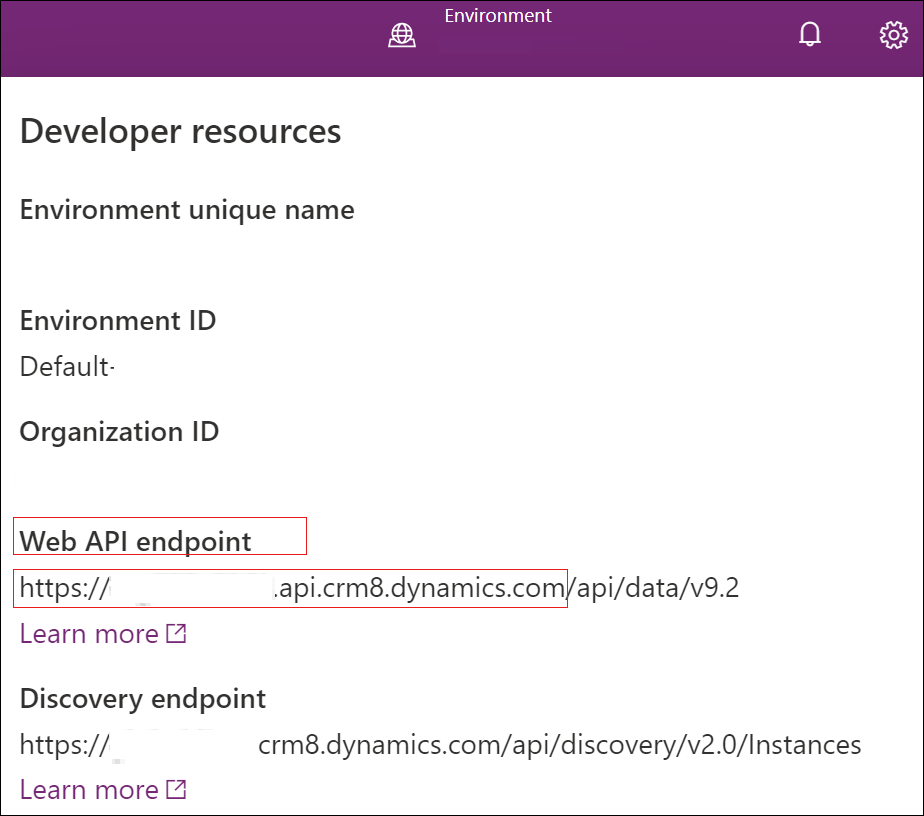 Environment
Developer resources
Environment unique name
Environment ID
Default-
Organization ID
Web API endpoint
https:// .api.crm8.dynamics.com/api/data/v9.2
Learn more
Discovery endpoint
https:// crm8.dynamics.com/api/discovery/v2.0/Instances
Learn more